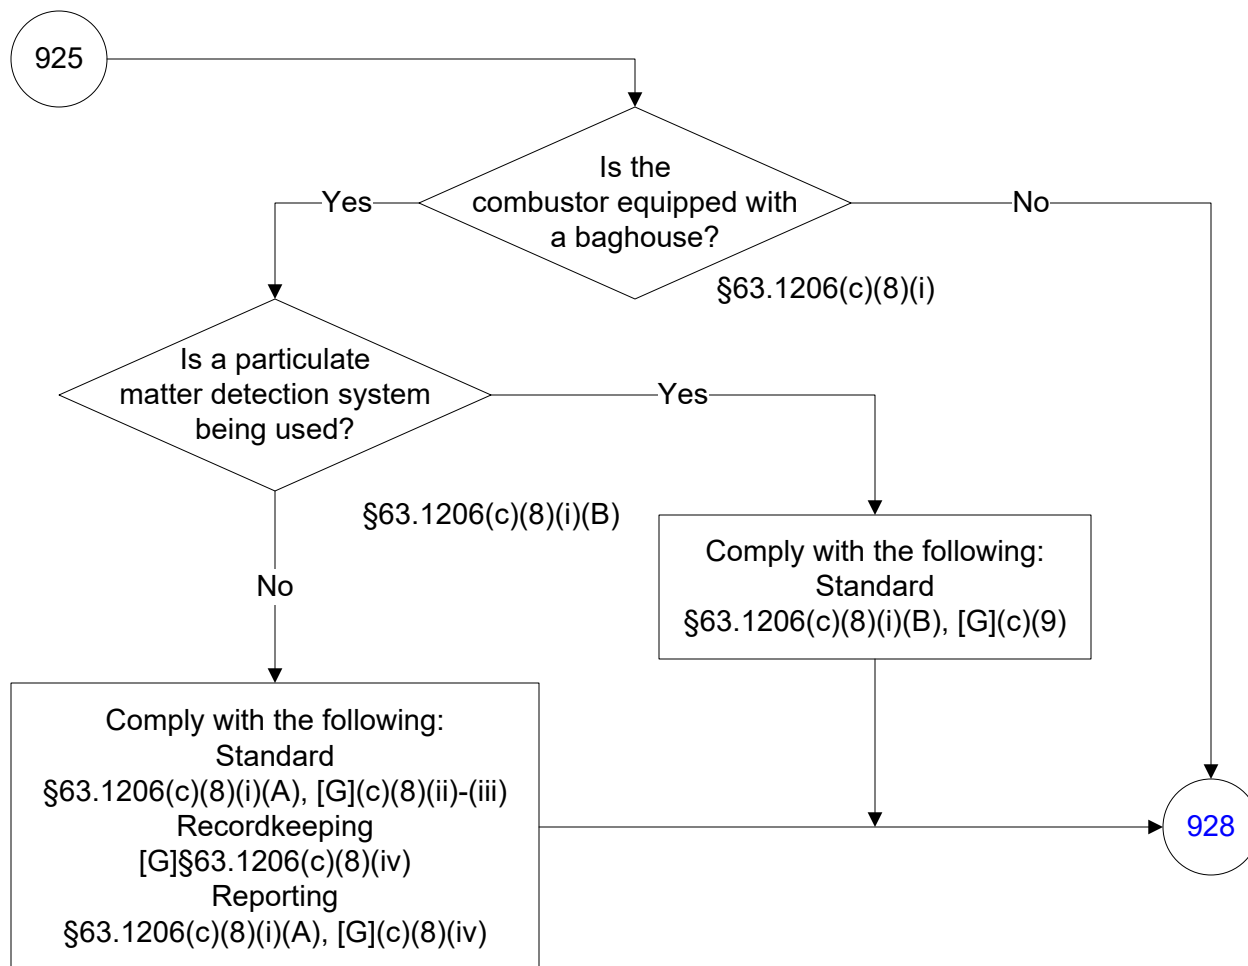 925
Is the
combustor equipped with
a baghouse?
Yes
No
§63.1206(c)(8)(i)
Is a particulate
matter detection system
being used?
Yes
§63.1206(c)(8)(i)(B)
No
Comply with the following:
Standard
§63.1206(c)(8)(i)(B), [G](c)(9)
Comply with the following:
Standard
§63.1206(c)(8)(i)(A), [G](c)(8)(ii)-(iii)
Recordkeeping
[G]§63.1206(c)(8)(iv)
Reporting
§63.1206(c)(8)(i)(A), [G](c)(8)(iv)
928